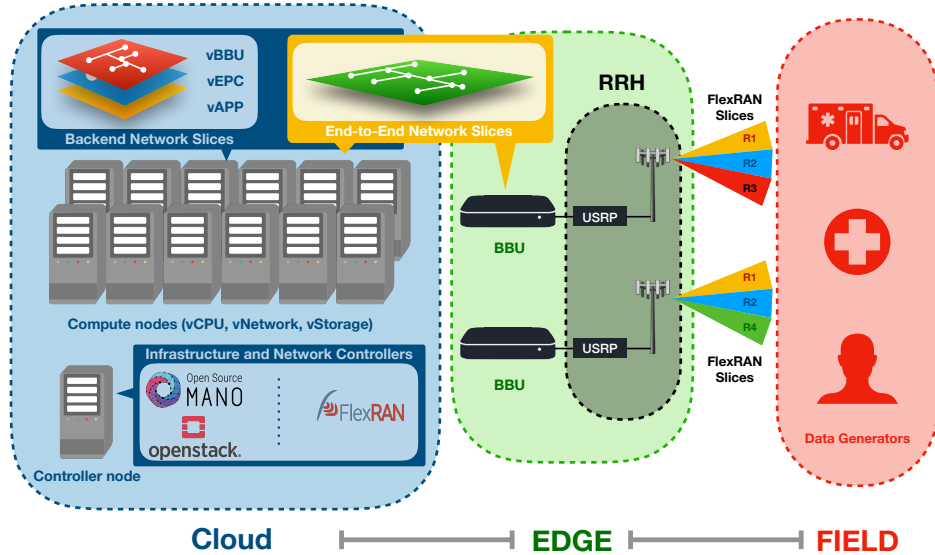 vBBU
vEPC
vAPP
Backend Network Slices
End-to-End Network Slices
RRH
FlexRAN
Slices
R1
R2
R3
USRP
BBU
R1
R2
R4
USRP
BBU
FlexRAN
Slices
Compute nodes (vCPU, vNetwork, vStorage)
Infrastructure and Network Controllers
Open Source
MANO
openstack.
FlexRAN
Controller node
Data Generators
Cloud
EDGE
FIELD